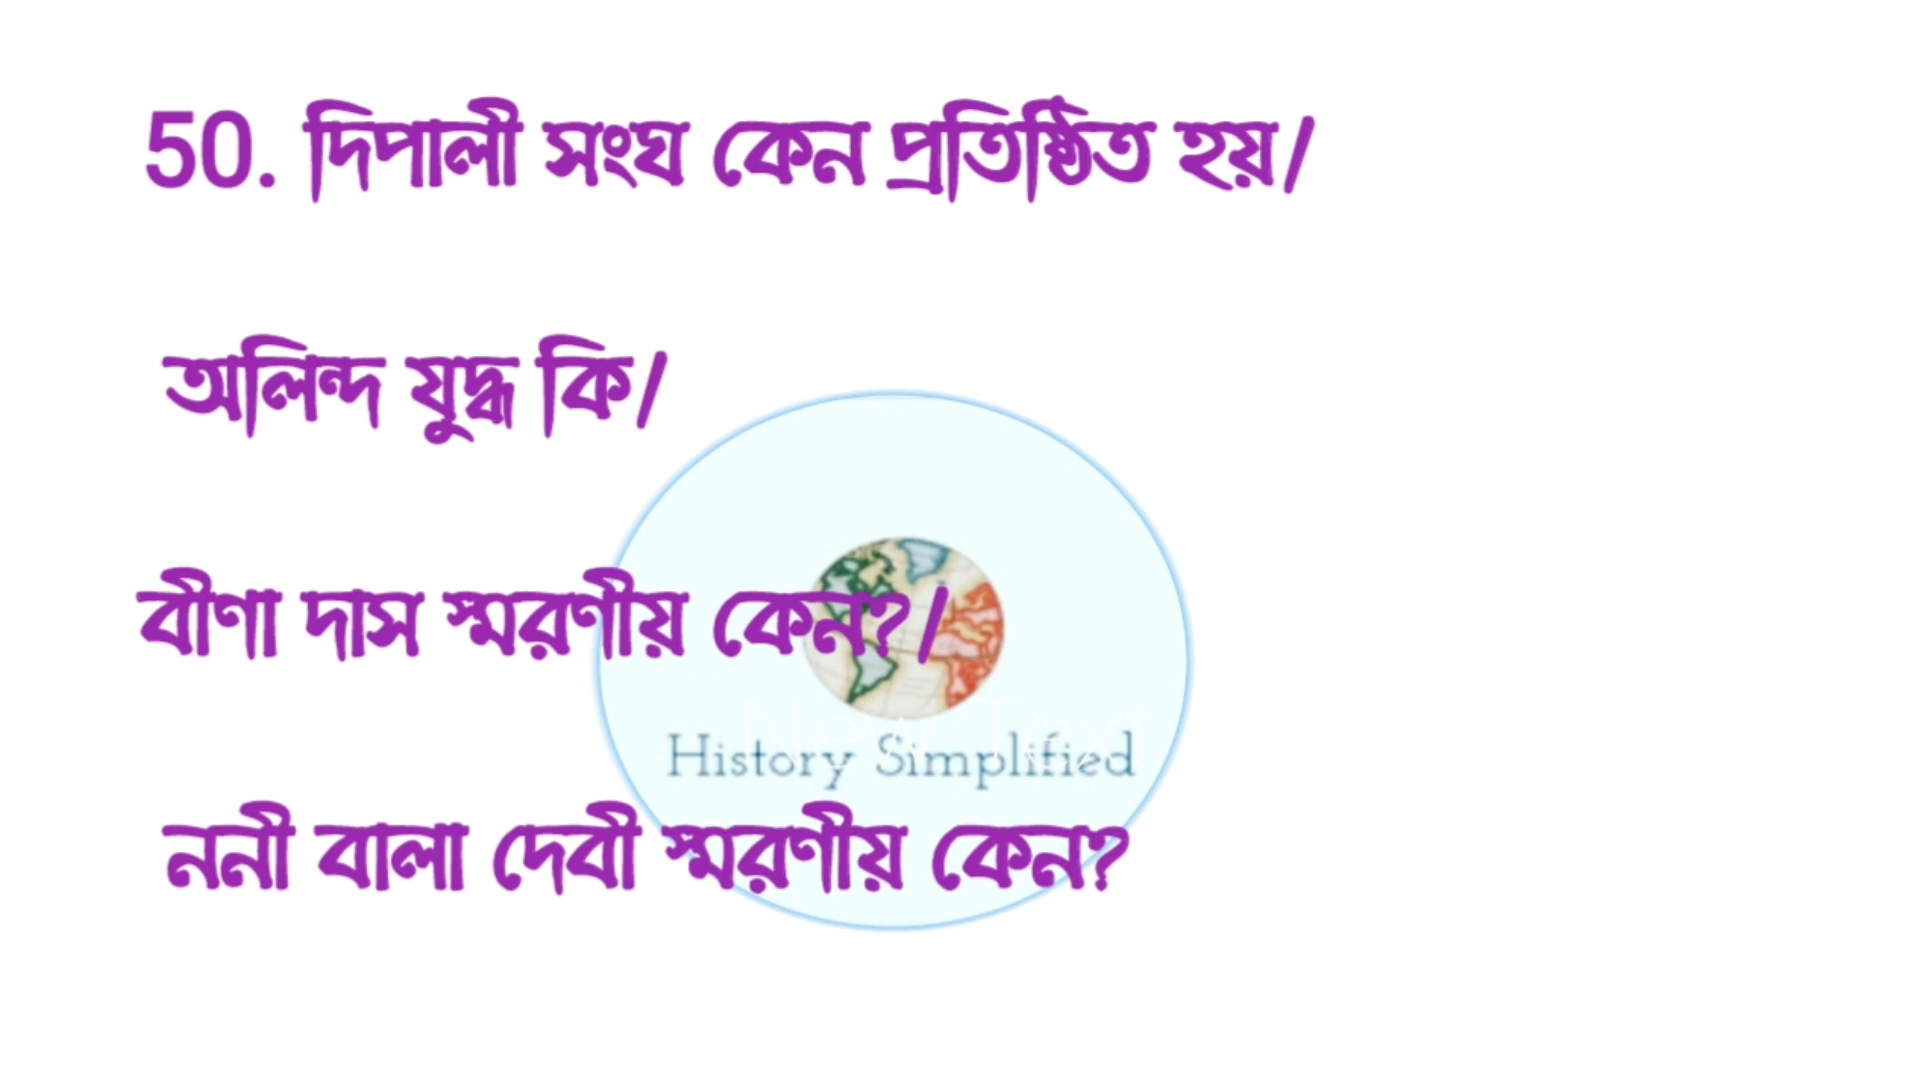 50. দিপালী সংঘ কেন প্রতিষ্ঠিত হয়/
অলিন্দ যুদ্ধ কি/
বীণা দাস স্মরণীয় কেন?/
History Simplified
ননী বালা দেবী স্মরণীয় কেন?